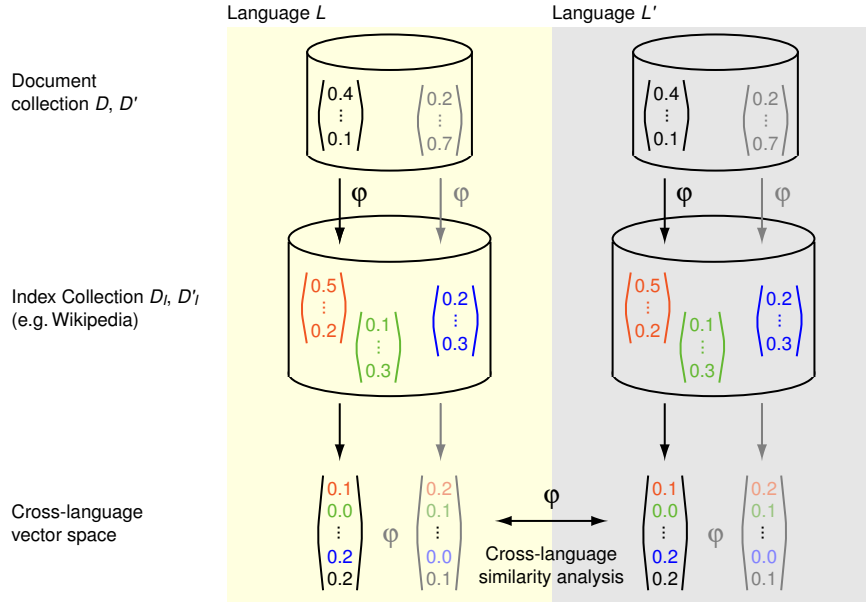 Language L
Language L'
Document
collection D, D'
0.4
⋮
0.1
0.2
⋮
0.7
0.4
⋮
0.1
0.2
⋮
0.7
φ
φ
φ
φ
Index Collection D_I, D'_I
(e.g. Wikipedia)
0.5
⋮
0.2
0.1
⋮
0.3
0.2
⋮
0.3
0.5
⋮
0.2
0.1
⋮
0.3
0.2
⋮
0.3
Cross-language
vector space
0.1
0.0
⋮
0.2
0.2
φ
0.2
0.1
⋮
0.0
0.1
φ
Cross-language
similarity analysis
0.1
0.0
⋮
0.2
0.2
φ
0.2
0.1
⋮
0.0
0.1